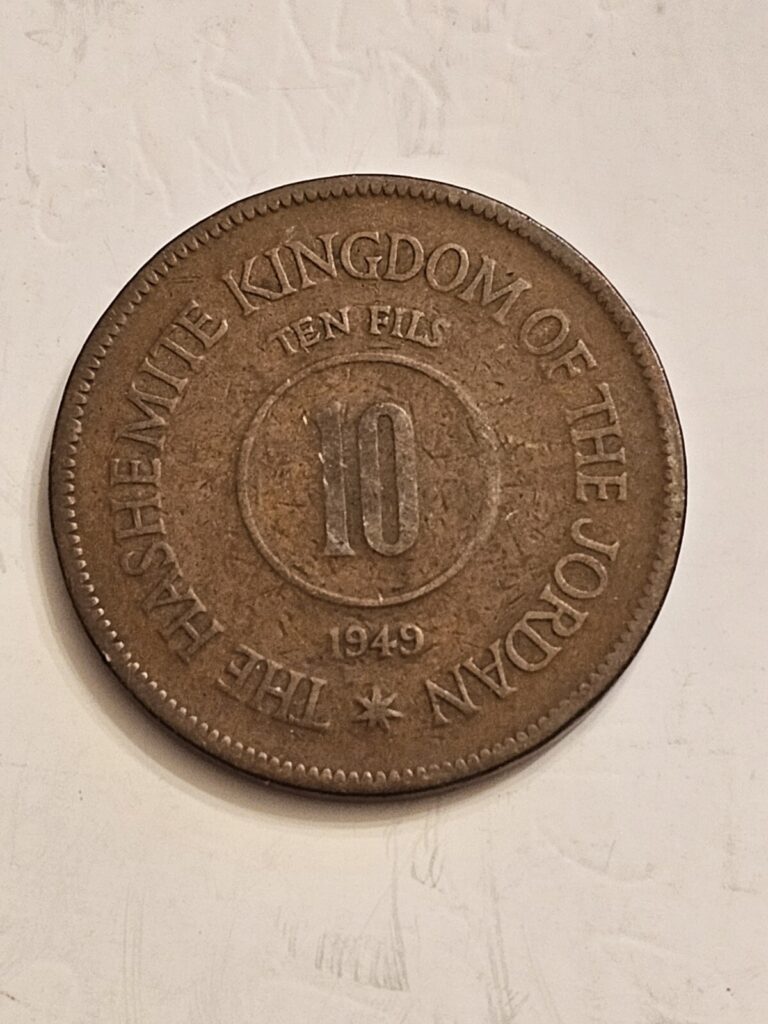 THE HASHEMITE KINGDOM OF THE JORDAN
TEN FILS
10
1949